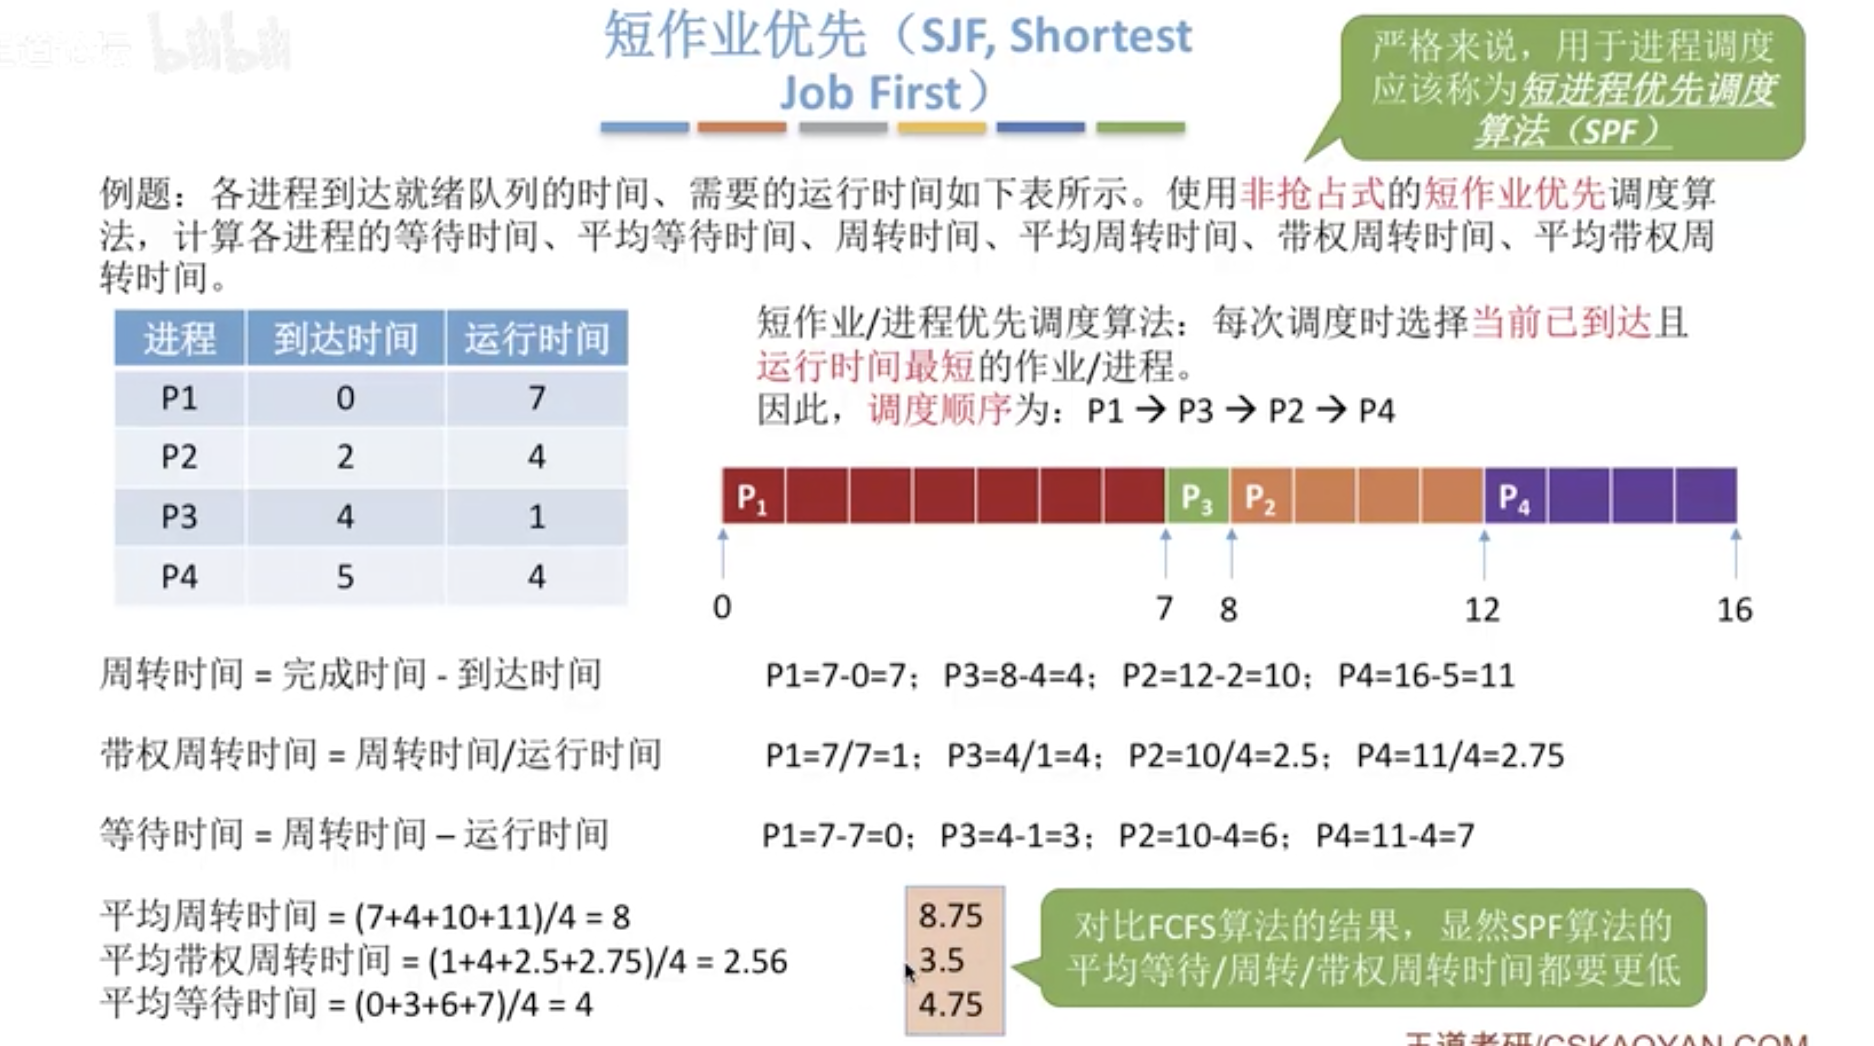 王道论坛 bilibili
短作业优先（SJF, Shortest
Job First）
严格来说，用于进程调度
应该称为短进程优先调度
算法（SPF）
例题：各进程到达就绪队列的时间、需要的运行时间如下表所示。使用非抢占式的短作业优先调度算
法，计算各进程的等待时间、平均等待时间、周转时间、平均周转时间、带权周转时间、平均带权周
转时间。
进程 到达时间 运行时间
P1 0 7
P2 2 4
P3 4 1
P4 5 4
短作业/进程优先调度算法：每次调度时选择当前已到达且
运行时间最短的作业/进程。
因此，调度顺序为：P1 → P3 → P2 → P4
P1 P3 P2 P4
0 7 8 12 16
周转时间 = 完成时间 - 到达时间 P1=7-0=7；P3=8-4=4；P2=12-2=10；P4=16-5=11
带权周转时间 = 周转时间/运行时间 P1=7/7=1；P3=4/1=4；P2=10/4=2.5；P4=11/4=2.75
等待时间 = 周转时间 – 运行时间 P1=7-7=0；P3=4-1=3；P2=10-4=6；P4=11-4=7
平均周转时间 = (7+4+10+11)/4 = 8 8.75
平均带权周转时间 = (1+4+2.5+2.75)/4 = 2.56 3.5
平均等待时间 = (0+3+6+7)/4 = 4 4.75
对比FCFS算法的结果，显然SPF算法的
平均等待/周转/带权周转时间都要更低
王道考研/CSKAOYAN.COM